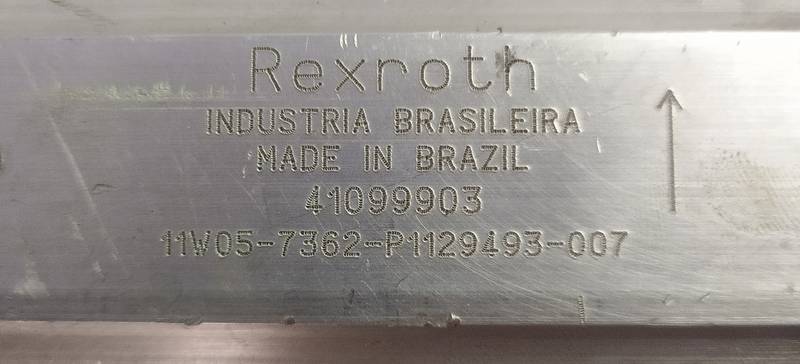 Rexroth
INDUSTRIA BRASILEIRA
MADE IN BRAZIL
41099903
11W05-7362-P1129493-007